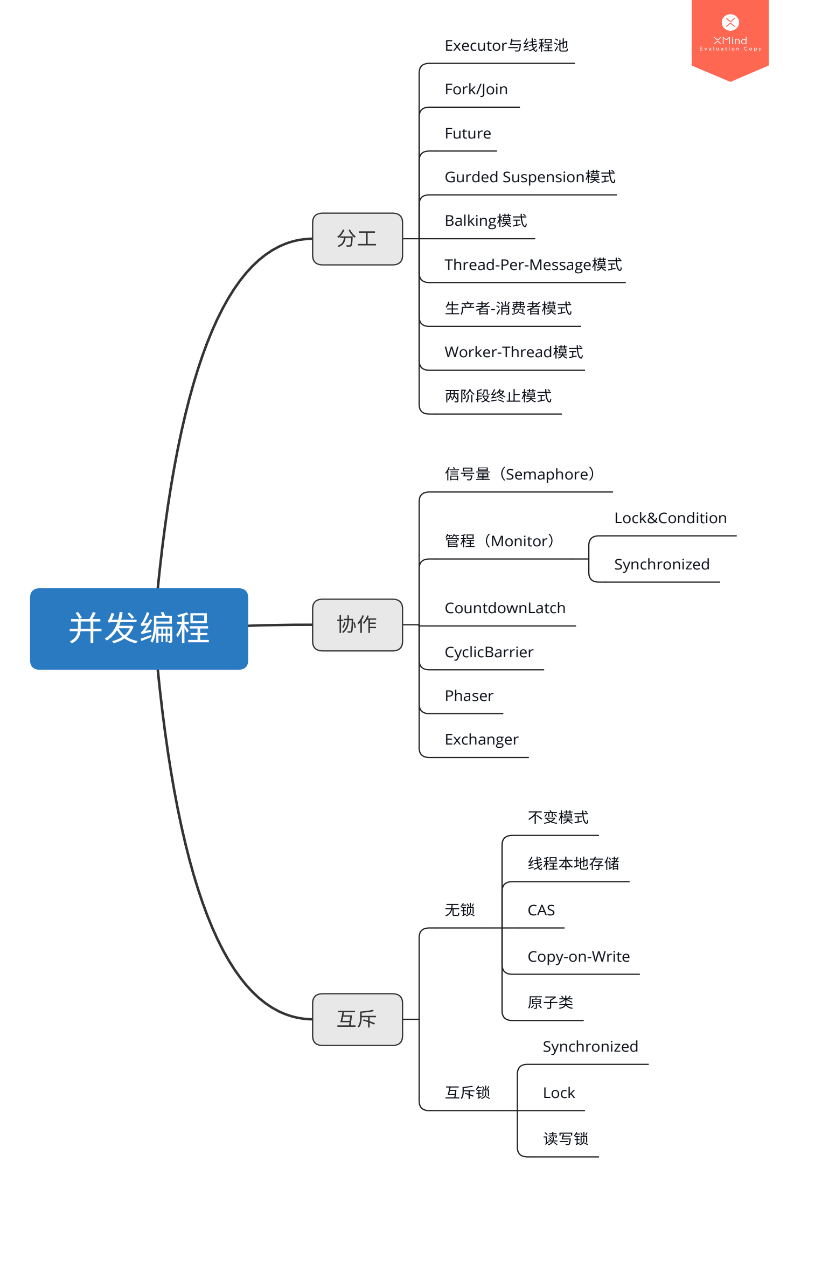 XMind
Evaluation Copy
Executor与线程池
Fork/Join
Future
Gurded Suspension模式
分工
Balking模式
Thread-Per-Message模式
生产者-消费者模式
Worker-Thread模式
两阶段终止模式
信号量（Semaphore）
Lock&Condition
管程（Monitor）
Synchronized
并发编程
协作
CountdownLatch
CyclicBarrier
Phaser
Exchanger
不变模式
线程本地存储
无锁
CAS
Copy-on-Write
原子类
互斥
Synchronized
互斥锁
Lock
读写锁